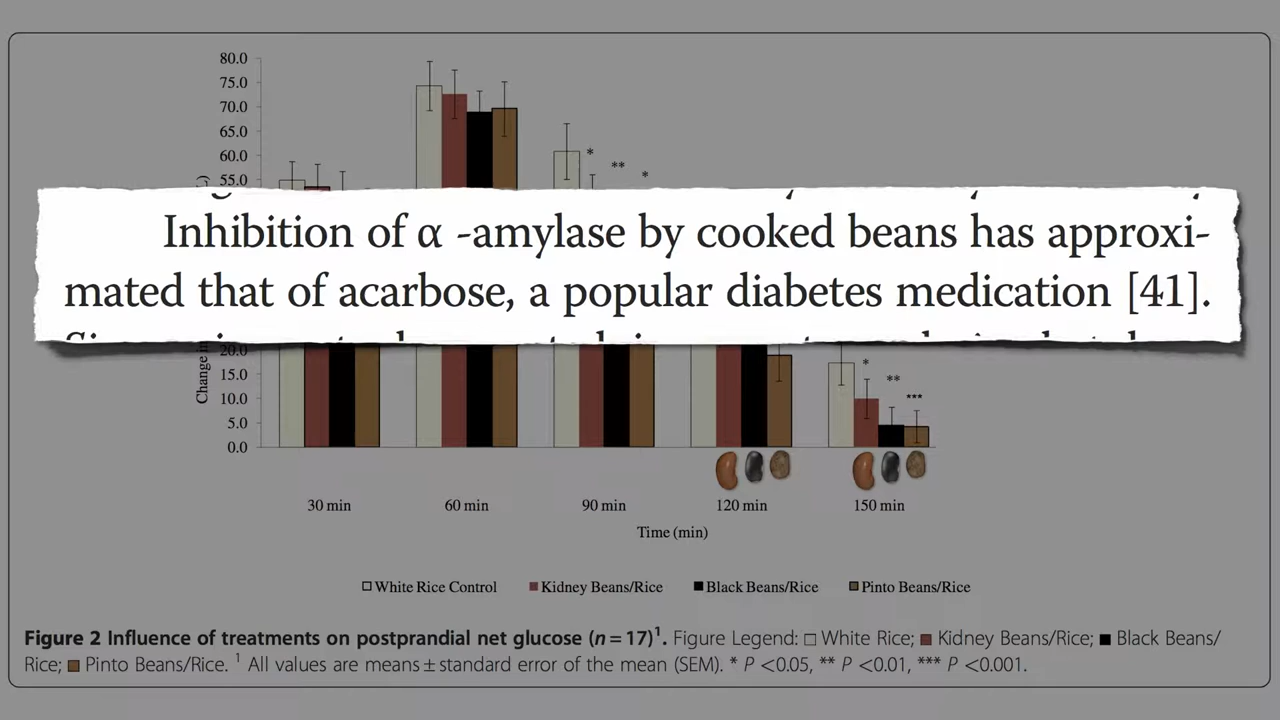 80.0
75.0
70.0
65.0
60.0
55.0
*
**
*
Inhibition of α -amylase by cooked beans has approxi-
mated that of acarbose, a popular diabetes medication [41].
Change
20.0
15.0
10.0
5.0
0.0
*
**
***
30 min
60 min
90 min
120 min
150 min
Time (min)
White Rice Control
Kidney Beans/Rice
Black Beans/Rice
Pinto Beans/Rice
Figure 2 Influence of treatments on postprandial net glucose (n = 17)¹. Figure Legend: □ White Rice; ■ Kidney Beans/Rice; ■ Black Beans/
Rice; ■ Pinto Beans/Rice. ¹ All values are means ± standard error of the mean (SEM). * P <0.05, ** P <0.01, *** P <0.001.